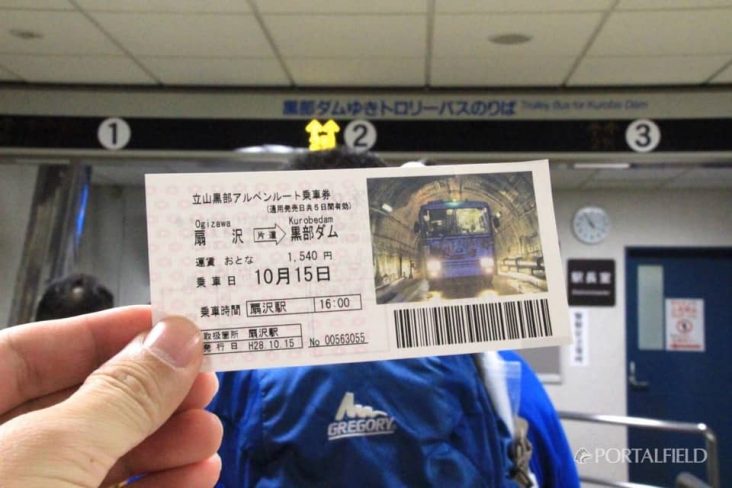 黒部ダムゆきトロリーバスのりば Trolley Bus for Kurobe Dam
1
2
3
立山黒部アルペンルート乗車券
(通用発売日共5日間有効)
Ogizawa Kurobedam
扇沢 片道 黒部ダム
運賃 おとな 1,540 円
乗車日 10月15日
乗車時間 扇沢駅 16:00
取扱箇所 扇沢駅
発行日 H28.10.15 No 00563055
駅長室
GREGORY
PORTALFIELD